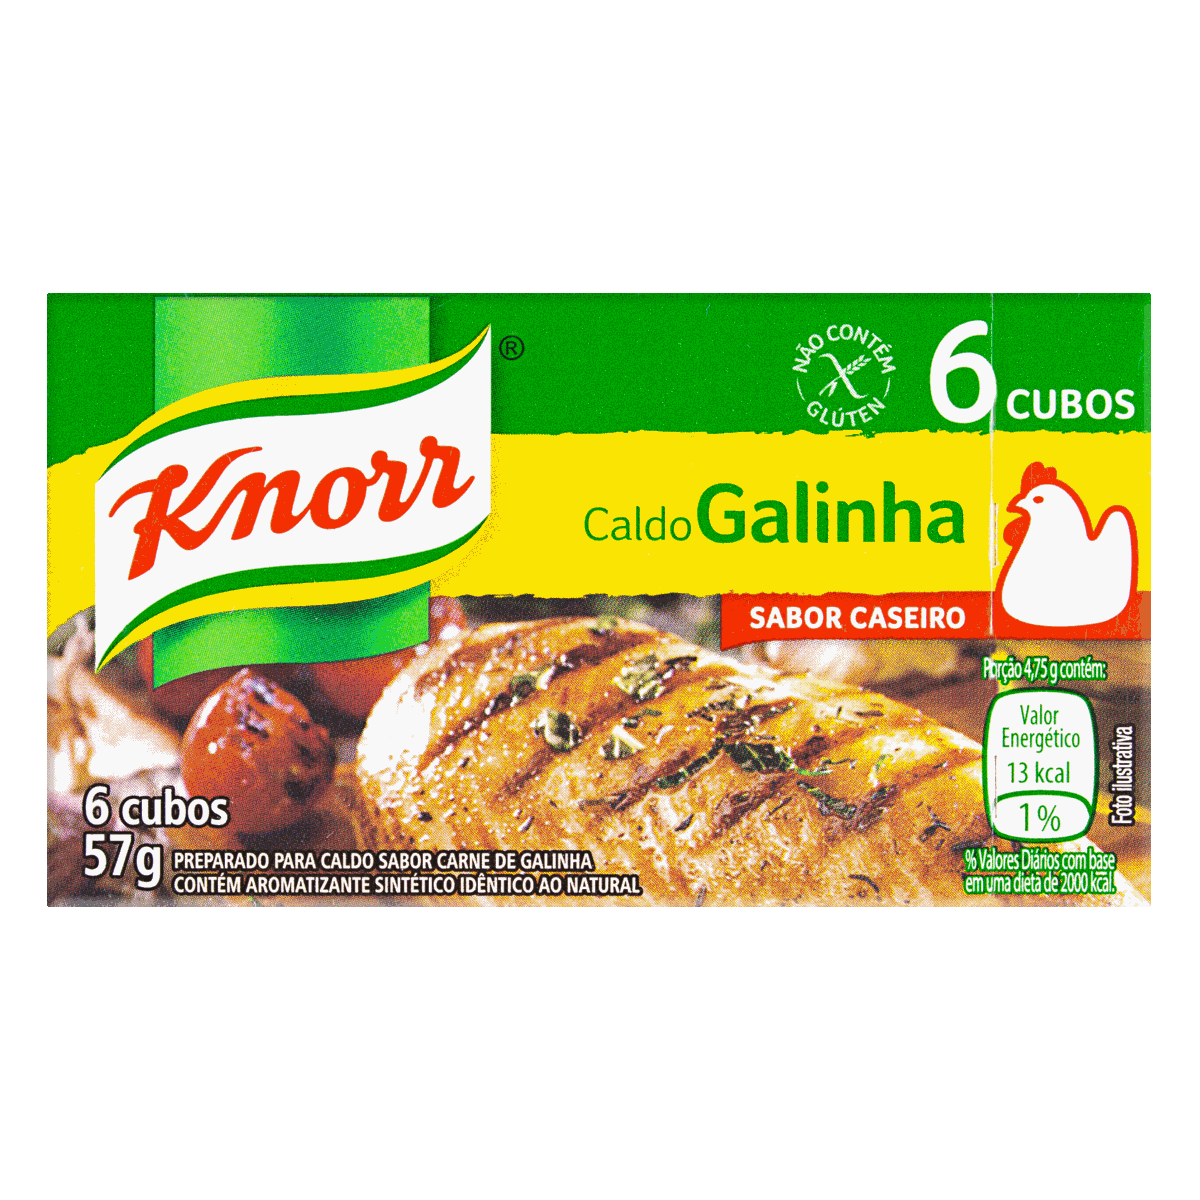 Knorr®
NÃO CONTÉM
GLÚTEN
6 CUBOS
Caldo Galinha
SABOR CASEIRO
Porção 4,75 g contém:
Valor
Energético
13 kcal
1%
% Valores Diários com base
em uma dieta de 2000 kcal.
Foto ilustrativa
6 cubos
57g
PREPARADO PARA CALDO SABOR CARNE DE GALINHA
CONTÉM AROMATIZANTE SINTÉTICO IDÊNTICO AO NATURAL